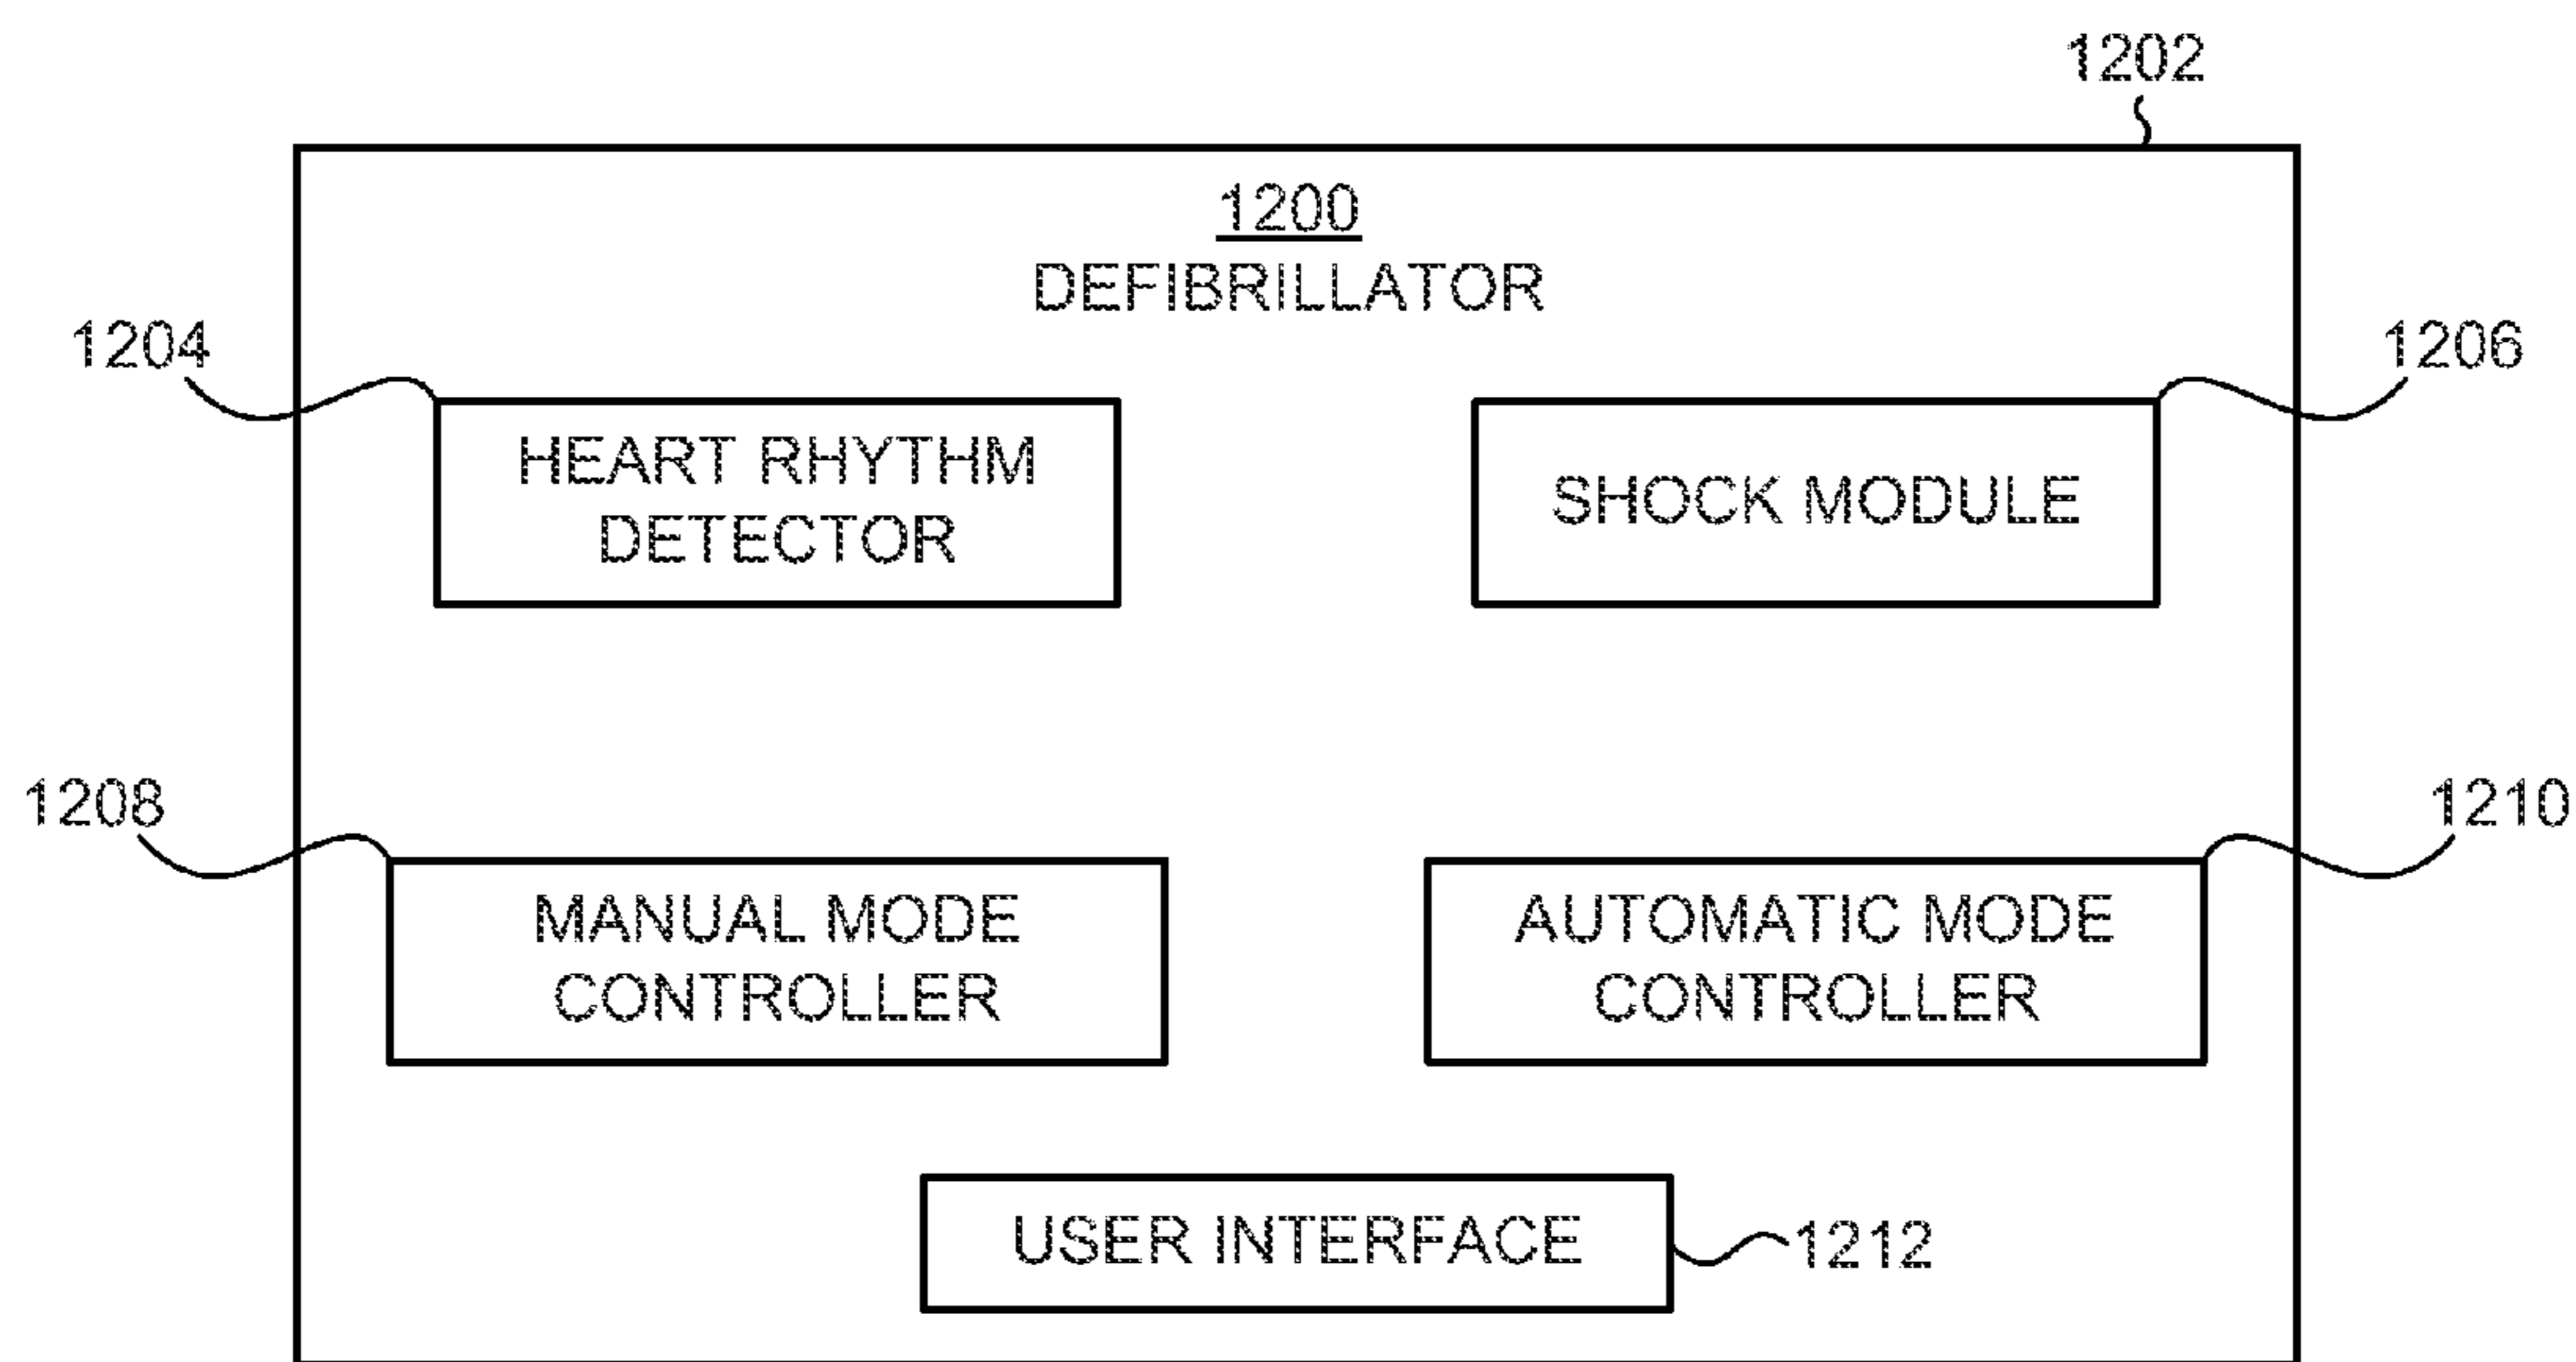 1202
1200
DEFIBRILLATOR
1204
1206
HEART RHYTHM
DETECTOR
SHOCK MODULE
1208
1210
MANUAL MODE
CONTROLLER
AUTOMATIC MODE
CONTROLLER
USER INTERFACE
1212